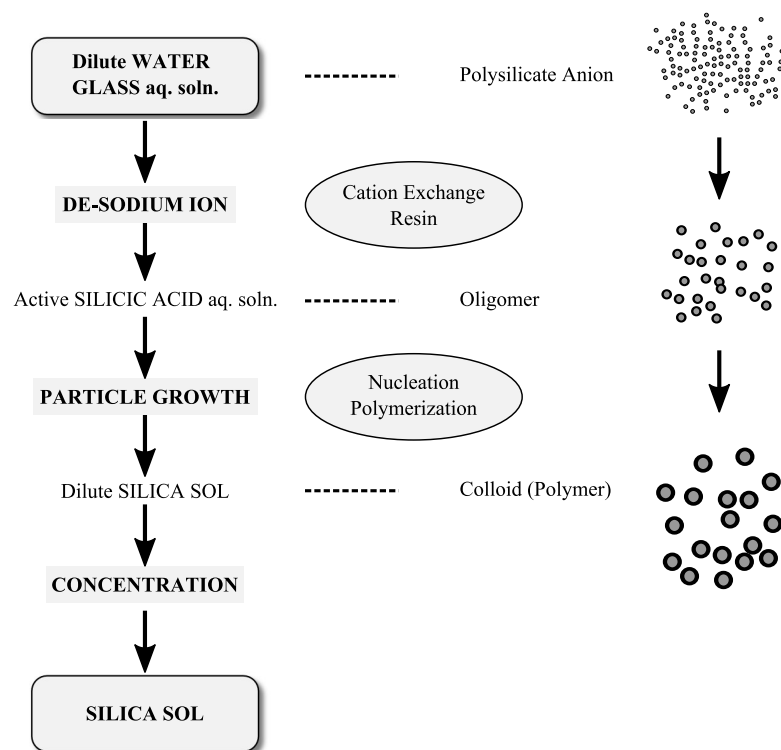 Dilute WATER
GLASS aq. soln.
Polysilicate Anion
DE-SODIUM ION
Cation Exchange
Resin
Active SILICIC ACID aq. soln.
Oligomer
PARTICLE GROWTH
Nucleation
Polymerization
Dilute SILICA SOL
Colloid (Polymer)
CONCENTRATION
SILICA SOL